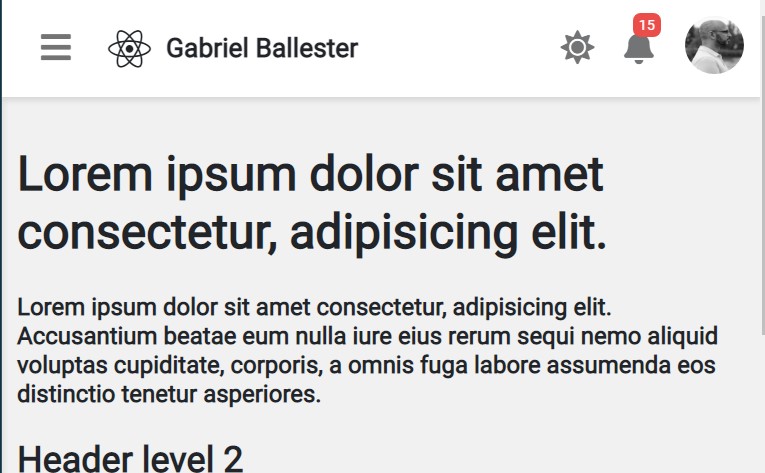 Gabriel Ballester
15
Lorem ipsum dolor sit amet
consectetur, adipisicing elit.
Lorem ipsum dolor sit amet consectetur, adipisicing elit.
Accusantium beatae eum nulla iure eius rerum sequi nemo aliquid
voluptas cupiditate, corporis, a omnis fuga labore assumenda eos
distinctio tenetur asperiores.
Header level 2